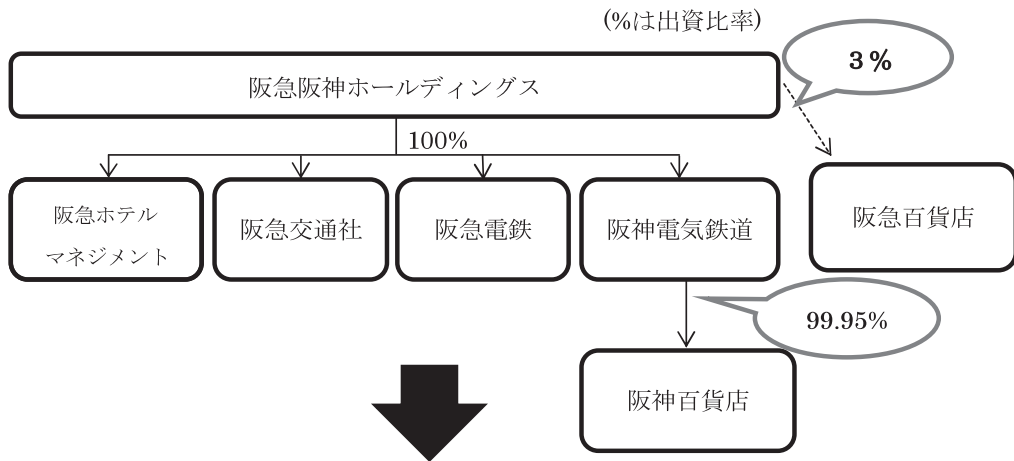 (%は出資比率)
3%
阪急阪神ホールディングス
100%
阪急ホテル
マネジメント
阪急交通社
阪急電鉄
阪神電気鉄道
阪急百貨店
99.95%
阪神百貨店